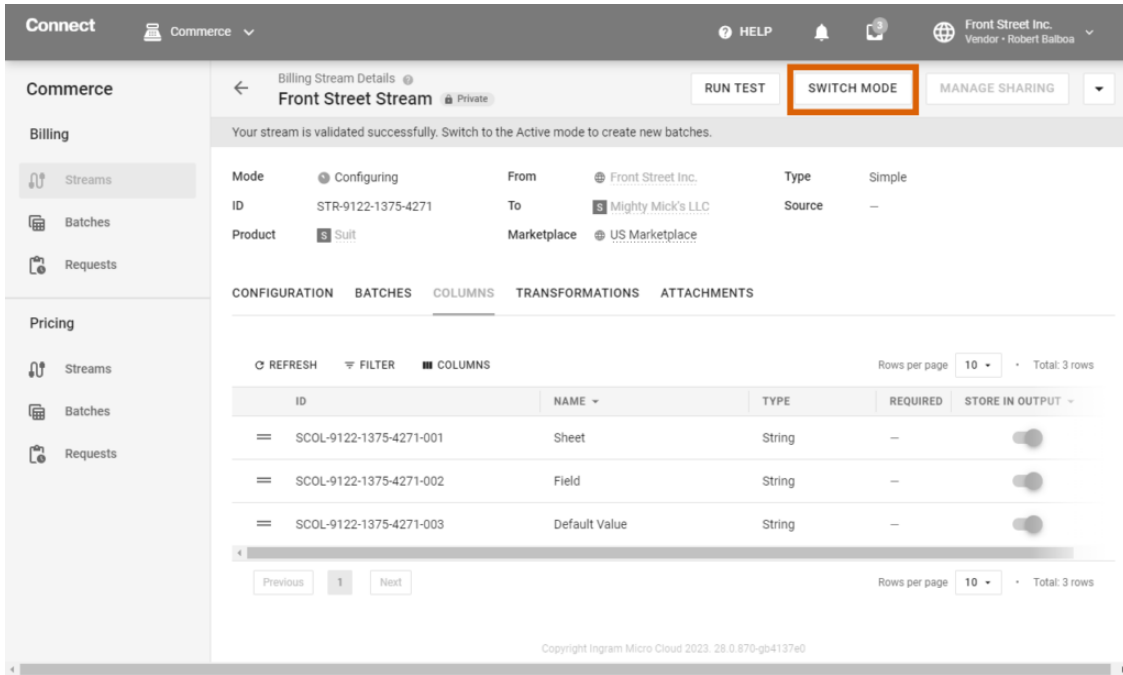 Connect
Commerce
HELP
3
Front Street Inc.
Vendor • Robert Balboa
Commerce
Billing
Streams
Batches
Requests
Pricing
Streams
Batches
Requests
Billing Stream Details
Front Street Stream Private
RUN TEST
SWITCH MODE
MANAGE SHARING
Your stream is validated successfully. Switch to the Active mode to create new batches.
Mode Configuring From Front Street Inc. Type Simple
ID STR-9122-1375-4271 To S Mighty Mick's LLC Source —
Product S Suit Marketplace US Marketplace
CONFIGURATION BATCHES COLUMNS TRANSFORMATIONS ATTACHMENTS
REFRESH FILTER COLUMNS Rows per page 10 • Total: 3 rows
ID NAME TYPE REQUIRED STORE IN OUTPUT
SCOL-9122-1375-4271-001 Sheet String —
SCOL-9122-1375-4271-002 Field String —
SCOL-9122-1375-4271-003 Default Value String —
Previous 1 Next Rows per page 10 • Total: 3 rows
Copyright Ingram Micro Cloud 2023. 28.0.870-gb4137e0